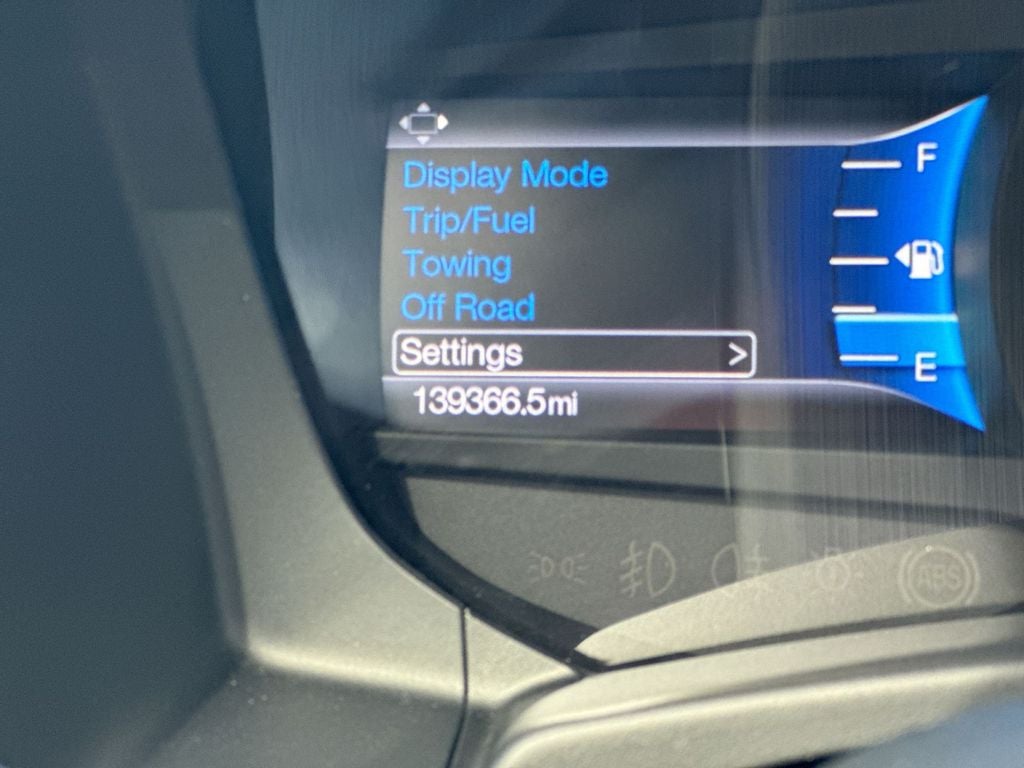 Display Mode
Trip/Fuel
Towing
Off Road
Settings >
139366.5mi
F
E
ABS